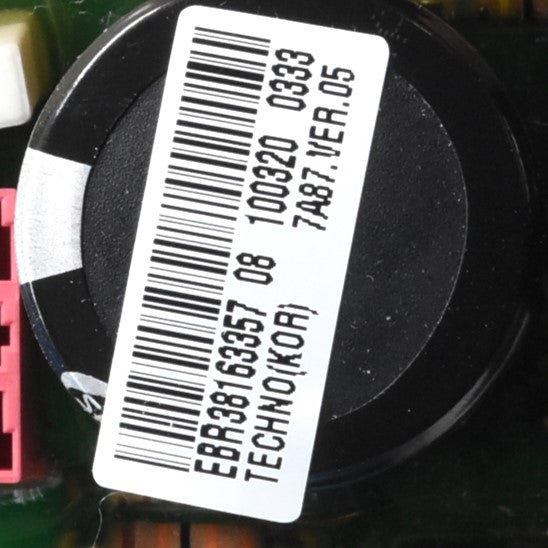 EBR38163357 08 100320 0333
TECHNO(KOR) 7A87.VER.05
S